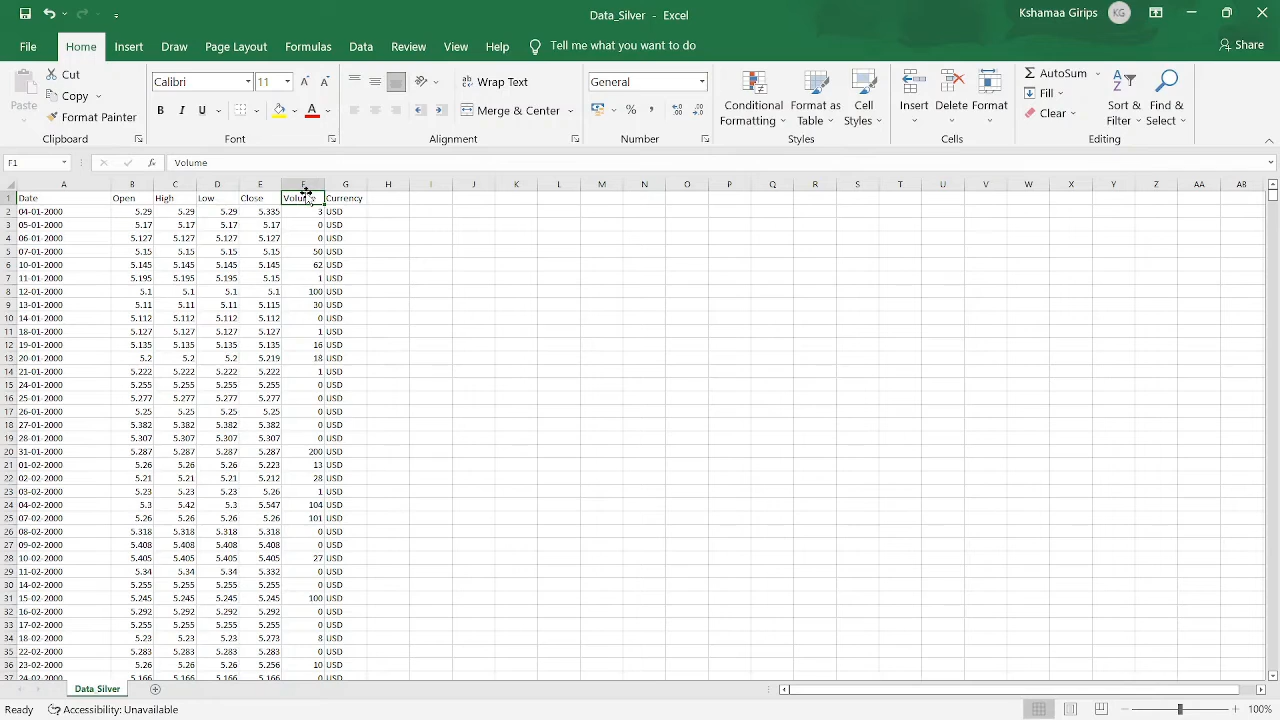 Data_Silver - Excel
Kshamaa Girips KG
File Home Insert Draw Page Layout Formulas Data Review View Help Tell me what you want to do Share
Paste Cut Copy Format Painter
Clipboard
Calibri 11
B I U
Font
Wrap Text
Merge & Center
Alignment
General
Number
Conditional Formatting Format as Table Cell Styles
Styles
Insert Delete Format
Cells
AutoSum Fill Clear Sort & Filter Find & Select
Editing
F1 fx Volume
A B C D E F G H I J K L M N O P Q R S T U V W X Y Z AA AB
1 Date Open High Low Close Volume Currency
2 04-01-2000 5.29 5.29 5.29 5.335 3 USD
3 05-01-2000 5.17 5.17 5.17 5.17 0 USD
4 06-01-2000 5.127 5.127 5.127 5.127 0 USD
5 07-01-2000 5.15 5.15 5.15 5.15 50 USD
6 10-01-2000 5.145 5.145 5.145 5.145 62 USD
7 11-01-2000 5.195 5.195 5.195 5.15 1 USD
8 12-01-2000 5.1 5.1 5.1 5.1 100 USD
9 13-01-2000 5.11 5.11 5.11 5.115 30 USD
10 14-01-2000 5.112 5.112 5.112 5.112 0 USD
11 18-01-2000 5.127 5.127 5.127 5.127 1 USD
12 19-01-2000 5.135 5.135 5.135 5.135 16 USD
13 20-01-2000 5.2 5.2 5.2 5.219 18 USD
14 21-01-2000 5.222 5.222 5.222 5.222 1 USD
15 24-01-2000 5.255 5.255 5.255 5.255 0 USD
16 25-01-2000 5.277 5.277 5.277 5.277 0 USD
17 26-01-2000 5.25 5.25 5.25 5.25 0 USD
18 27-01-2000 5.382 5.382 5.382 5.382 0 USD
19 28-01-2000 5.307 5.307 5.307 5.307 0 USD
20 31-01-2000 5.287 5.287 5.287 5.287 200 USD
21 01-02-2000 5.26 5.26 5.26 5.223 13 USD
22 02-02-2000 5.21 5.21 5.21 5.212 28 USD
23 03-02-2000 5.23 5.23 5.23 5.26 1 USD
24 04-02-2000 5.3 5.42 5.3 5.547 104 USD
25 07-02-2000 5.26 5.26 5.26 5.26 101 USD
26 08-02-2000 5.318 5.318 5.318 5.318 0 USD
27 09-02-2000 5.408 5.408 5.408 5.408 0 USD
28 10-02-2000 5.405 5.405 5.405 5.405 27 USD
29 11-02-2000 5.34 5.34 5.34 5.332 0 USD
30 14-02-2000 5.255 5.255 5.255 5.255 0 USD
31 15-02-2000 5.245 5.245 5.245 5.245 100 USD
32 16-02-2000 5.292 5.292 5.292 5.292 0 USD
33 17-02-2000 5.255 5.255 5.255 5.255 0 USD
34 18-02-2000 5.23 5.23 5.23 5.273 8 USD
35 22-02-2000 5.283 5.283 5.283 5.283 0 USD
36 23-02-2000 5.26 5.26 5.26 5.256 10 USD
37 24-02-2000 5.166 5.166 5.166 5.166 0 USD
Data_Silver
Ready Accessibility: Unavailable 100%